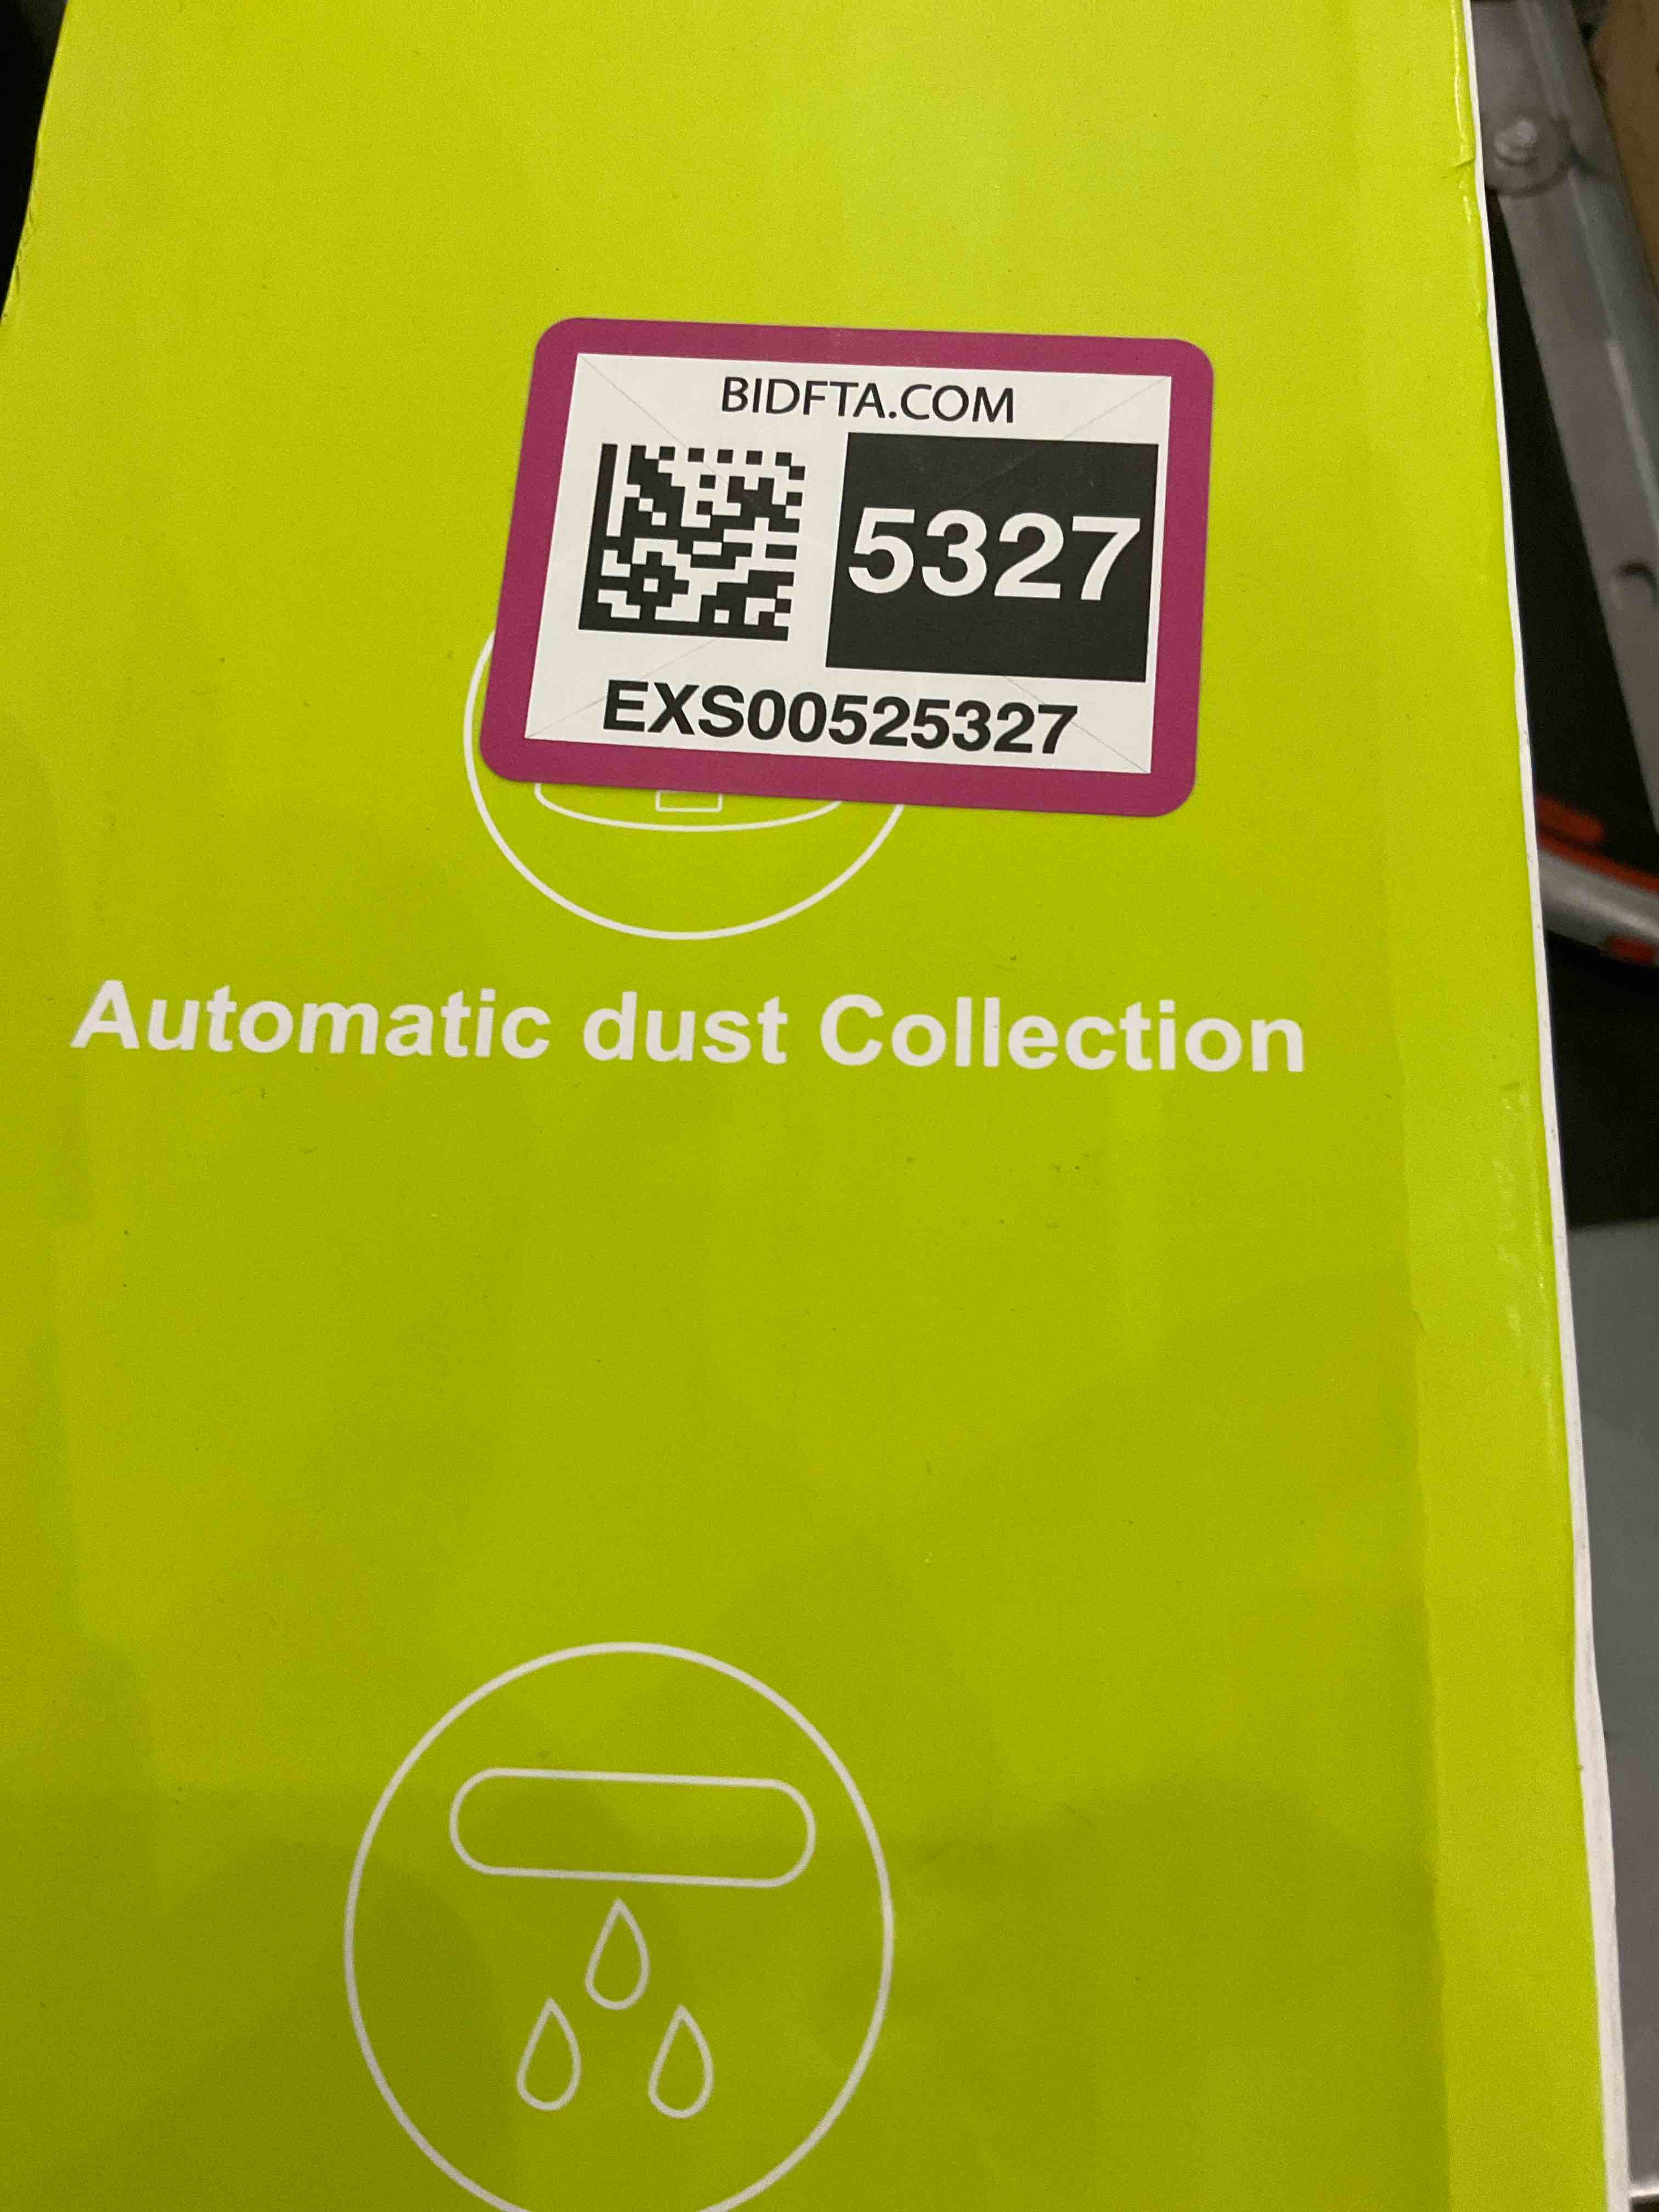 BIDFTA.COM
5327
EXS00525327
Automatic dust Collection